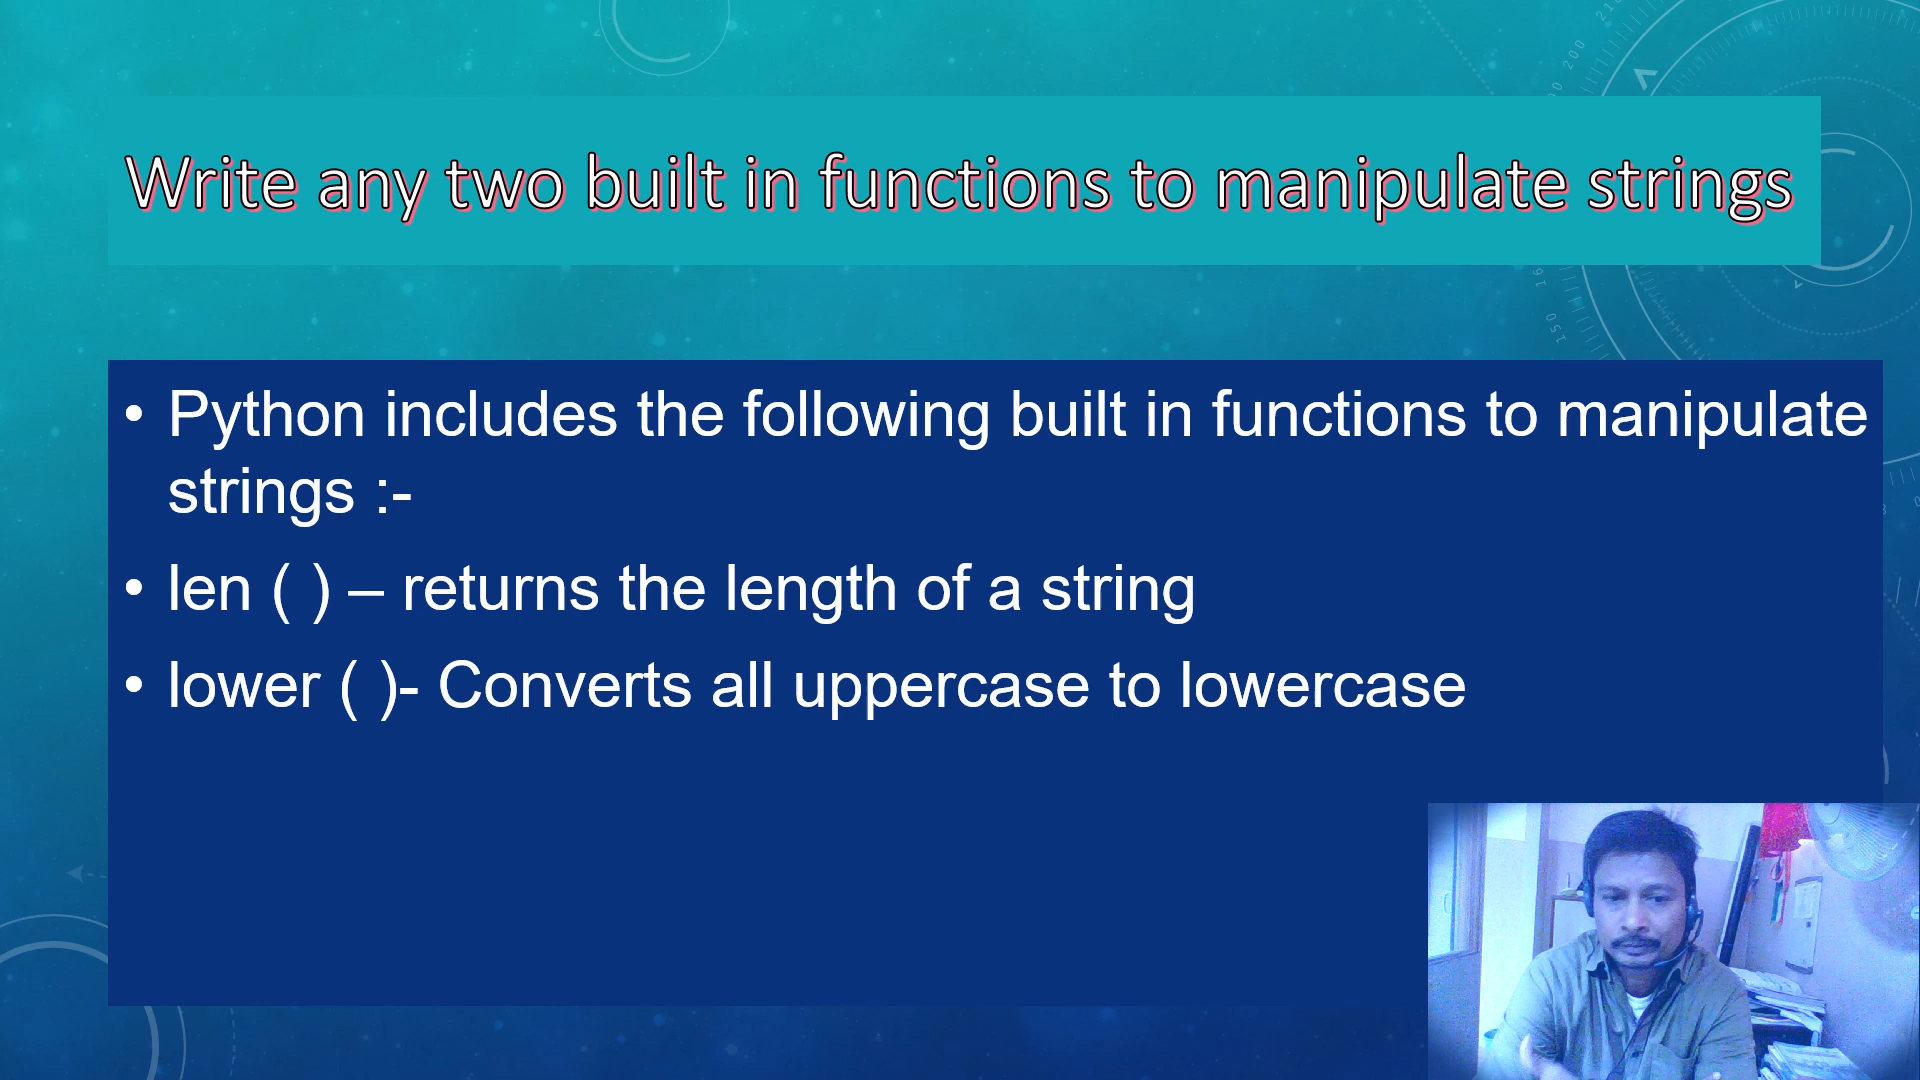 Write any two built in functions to manipulate strings
• Python includes the following built in functions to manipulate
strings :-
• len ( ) – returns the length of a string
• lower ( )- Converts all uppercase to lowercase